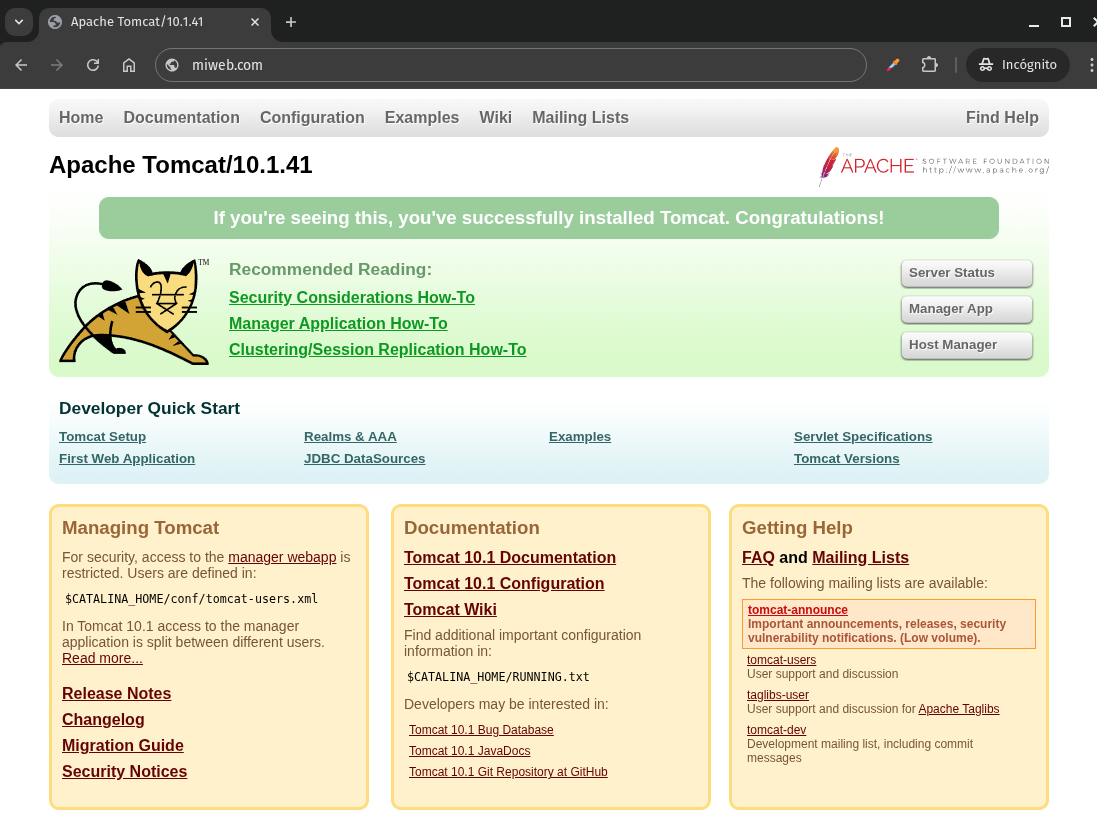 Apache Tomcat/10.1.41
miweb.com
Incógnito
Home Documentation Configuration Examples Wiki Mailing Lists Find Help
Apache Tomcat/10.1.41
THE
APACHE™ SOFTWARE FOUNDATION
http://www.apache.org/
If you're seeing this, you've successfully installed Tomcat. Congratulations!
TM
Recommended Reading:
Security Considerations How-To
Manager Application How-To
Clustering/Session Replication How-To
Server Status
Manager App
Host Manager
Developer Quick Start
Tomcat Setup
First Web Application
Realms & AAA
JDBC DataSources
Examples
Servlet Specifications
Tomcat Versions
Managing Tomcat
For security, access to the manager webapp is
restricted. Users are defined in:
$CATALINA_HOME/conf/tomcat-users.xml
In Tomcat 10.1 access to the manager
application is split between different users.
Read more...
Release Notes
Changelog
Migration Guide
Security Notices
Documentation
Tomcat 10.1 Documentation
Tomcat 10.1 Configuration
Tomcat Wiki
Find additional important configuration
information in:
$CATALINA_HOME/RUNNING.txt
Developers may be interested in:
Tomcat 10.1 Bug Database
Tomcat 10.1 JavaDocs
Tomcat 10.1 Git Repository at GitHub
Getting Help
FAQ and Mailing Lists
The following mailing lists are available:
tomcat-announce
Important announcements, releases, security
vulnerability notifications. (Low volume).
tomcat-users
User support and discussion
taglibs-user
User support and discussion for Apache Taglibs
tomcat-dev
Development mailing list, including commit
messages